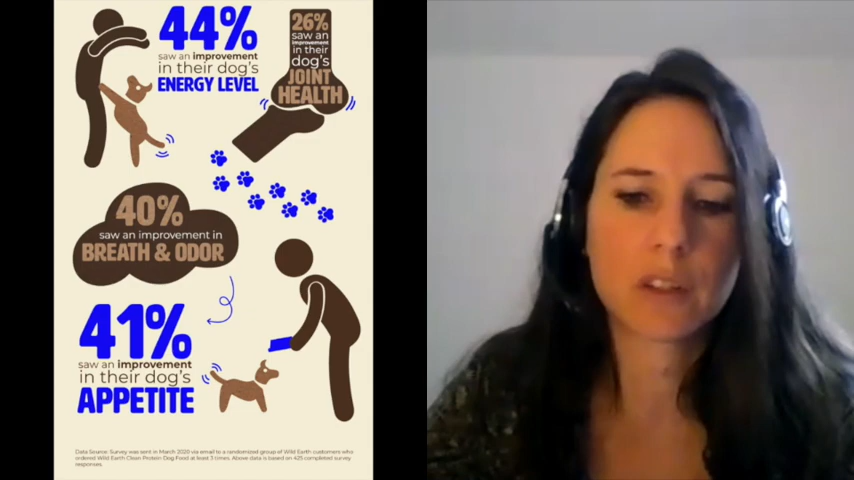 44%
saw an improvement
in their dog's
ENERGY LEVEL
26%
saw an
improvement
in their
dog's
JOINT
HEALTH
40%
saw an improvement in
BREATH & ODOR
41%
saw an improvement
in their dog's
APPETITE
Data Source: Survey was sent in March 2020 via email to a randomized group of Wild Earth customers who
ordered Wild Earth Clean Protein Dog Food at least 3 times. Above data is based on 425 completed survey
responses.